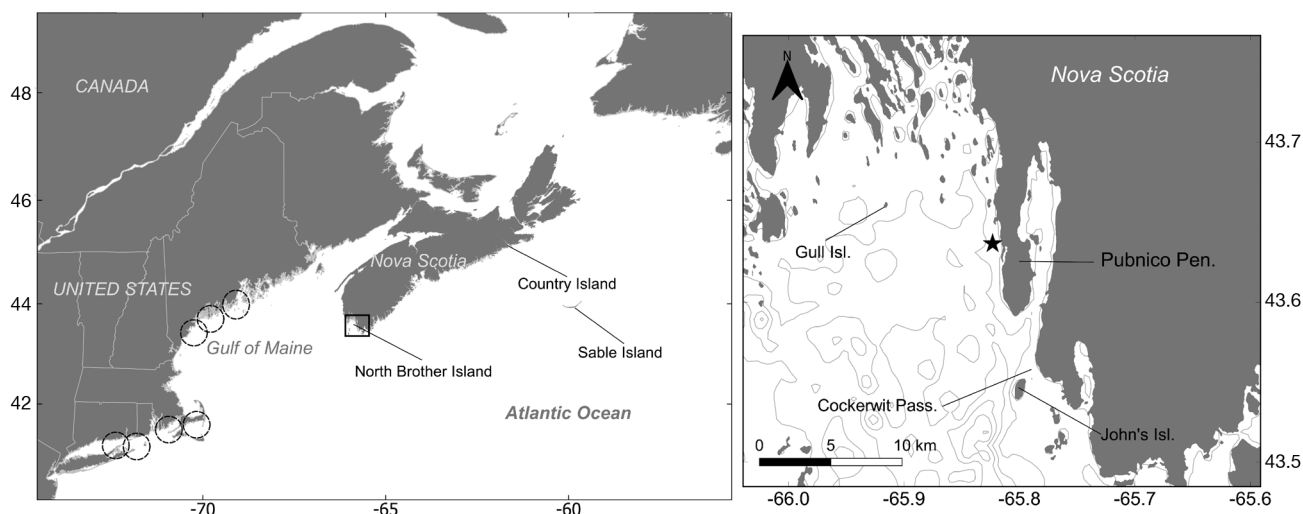 CANADA
48
46
Nova Scotia
Country Island
UNITED STATES
44
Gulf of Maine
Sable Island
North Brother Island
42
Atlantic Ocean
-70
-65
-60
N
Nova Scotia
43.7
Gull Isl.
Pubnico Pen.
43.6
Cockerwit Pass.
John's Isl.
0 5 10 km
43.5
-66.0 -65.9 -65.8 -65.7 -65.6